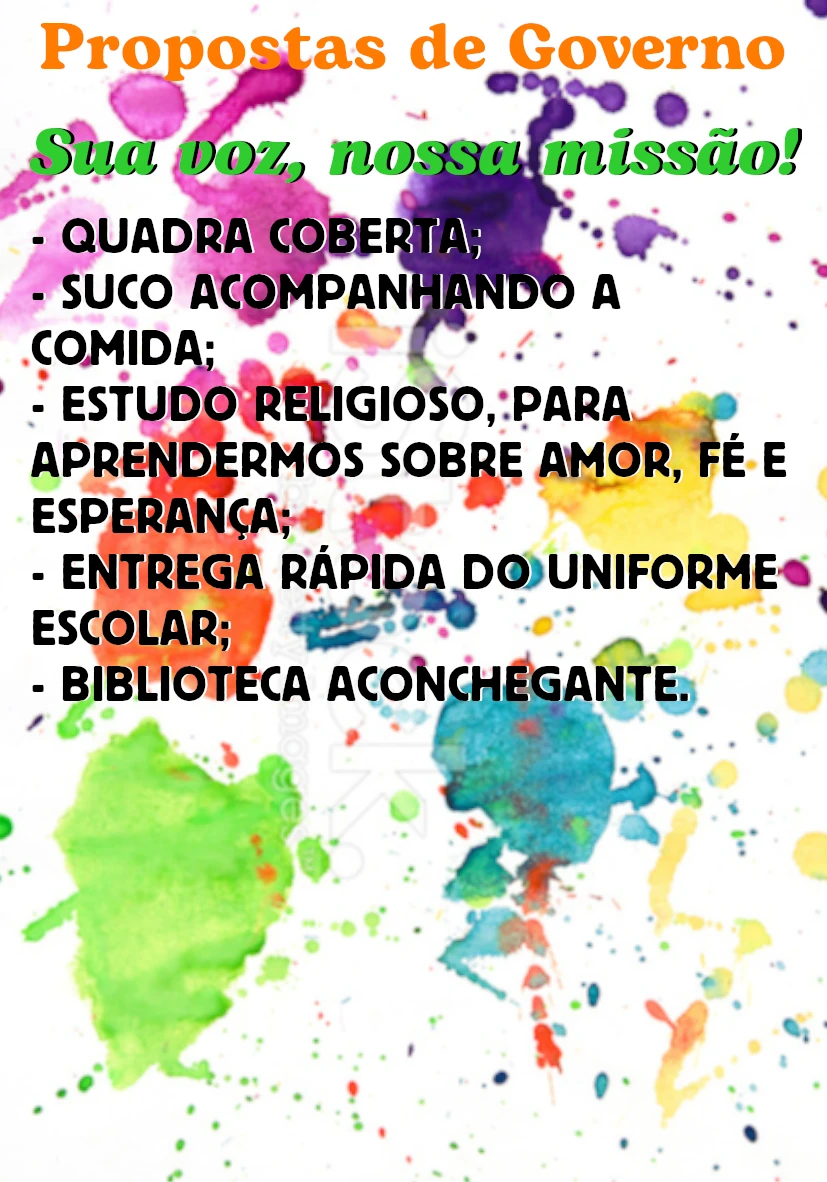 Propostas de Governo
Sua voz, nossa missão!
- QUADRA COBERTA;
- SUCO ACOMPANHANDO A
COMIDA;
- ESTUDO RELIGIOSO, PARA
APRENDERMOS SOBRE AMOR, FÉ E
ESPERANÇA;
- ENTREGA RÁPIDA DO UNIFORME
ESCOLAR;
- BIBLIOTECA ACONCHEGANTE.